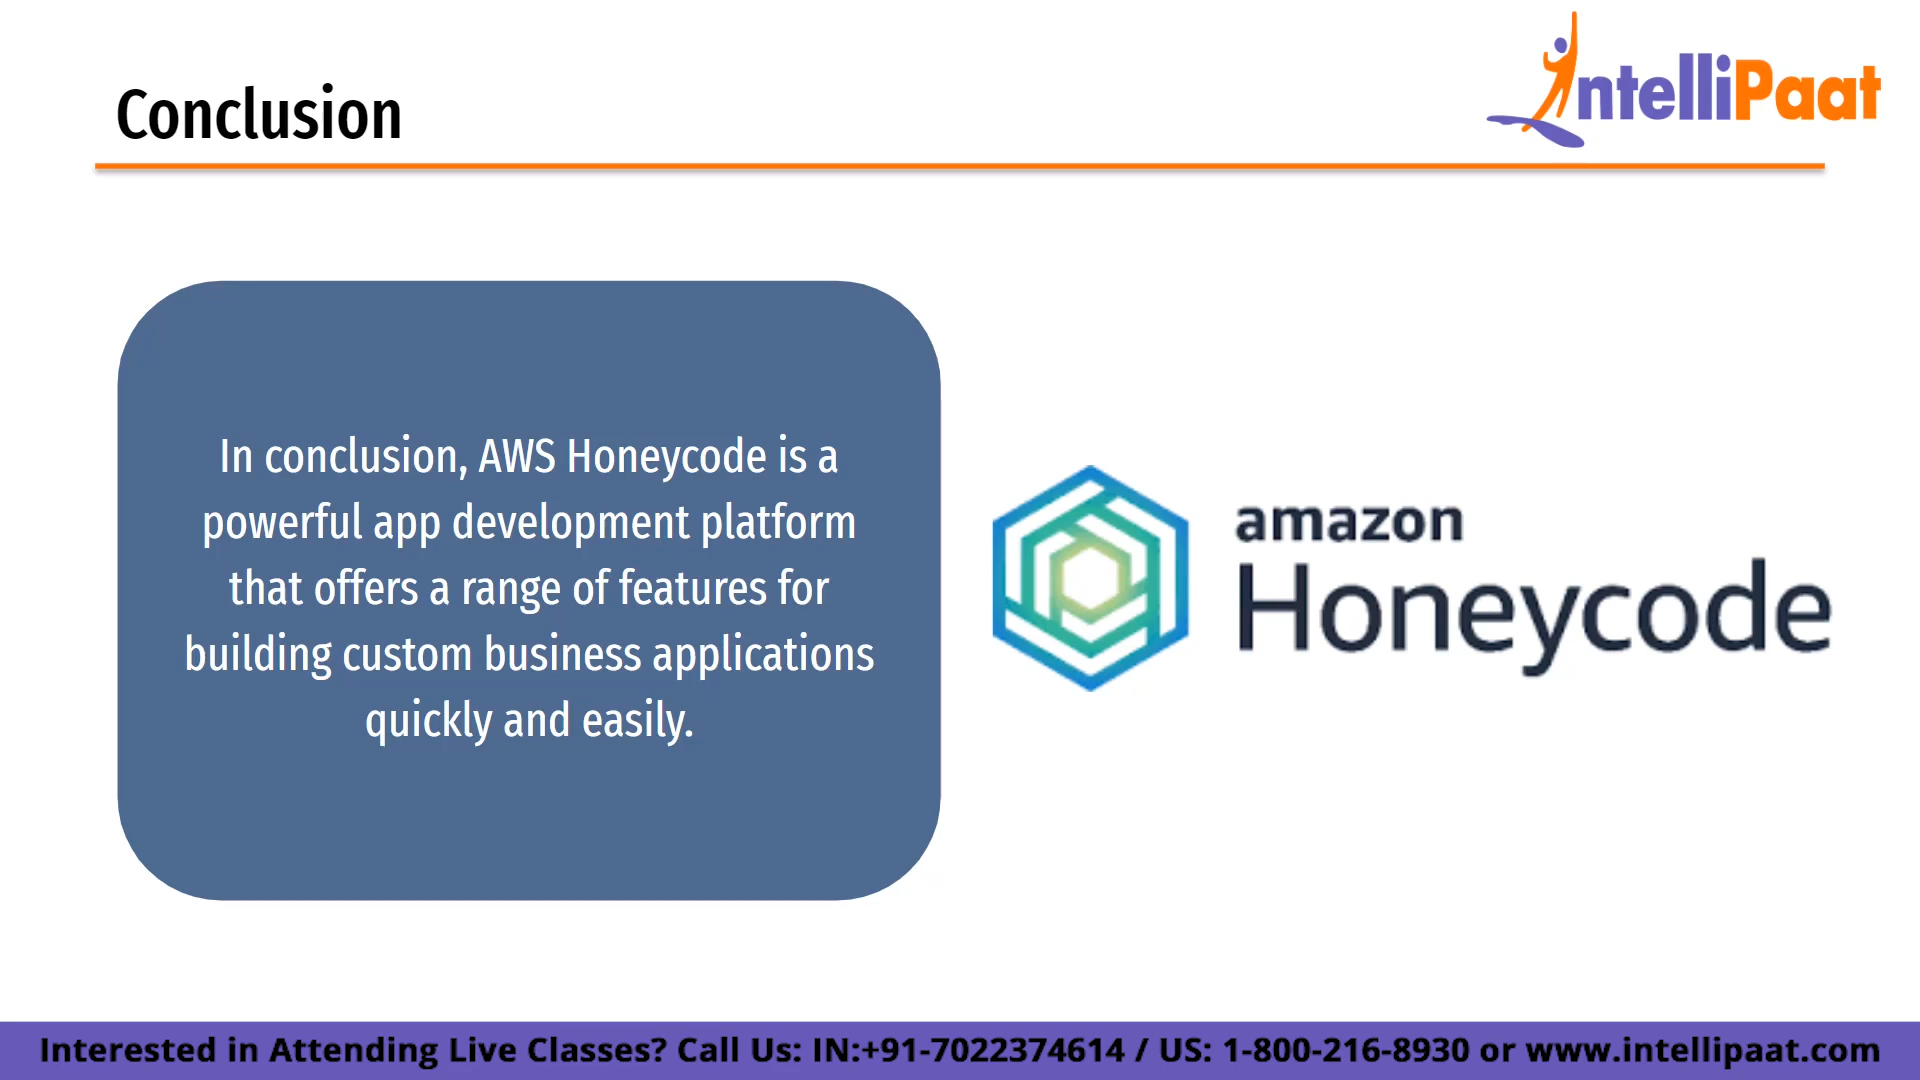 Conclusion
IntelliPaat
In conclusion, AWS Honeycode is a
powerful app development platform
that offers a range of features for
building custom business applications
quickly and easily.
amazon
Honeycode
Interested in Attending Live Classes? Call Us: IN:+91-7022374614 / US: 1-800-216-8930 or www.intellipaat.com